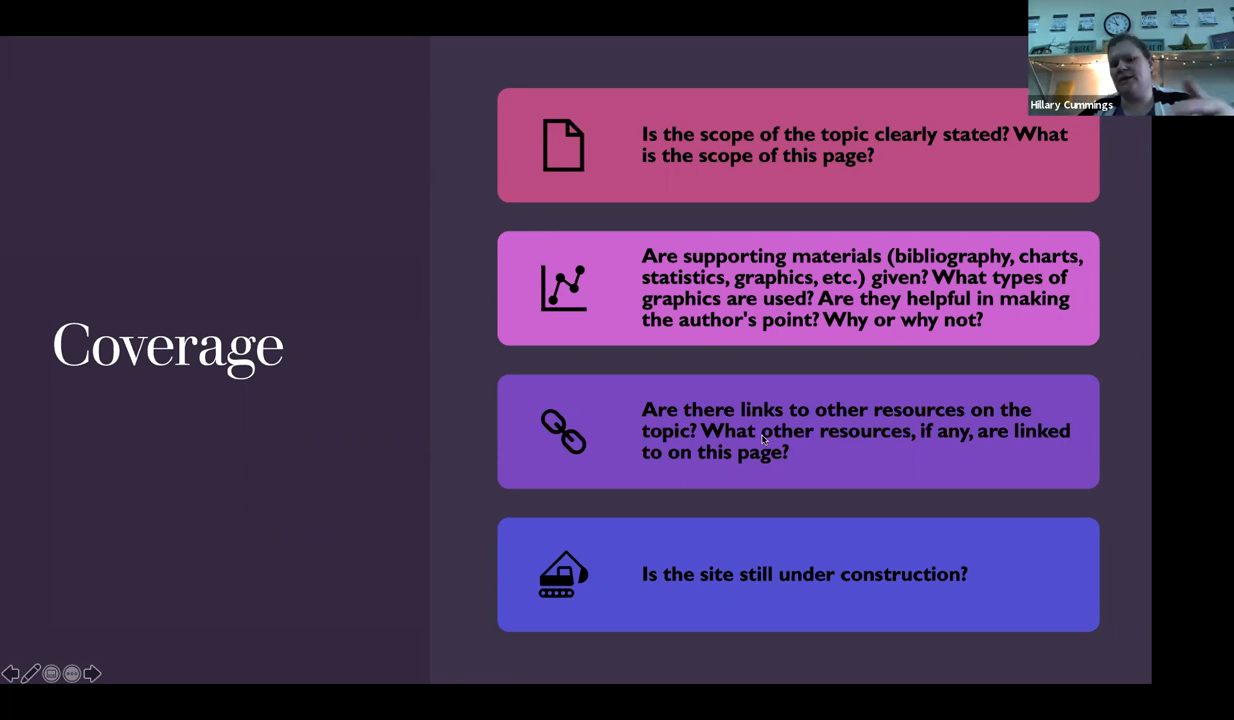 Hillary Cummings
Coverage
Is the scope of the topic clearly stated? What
is the scope of this page?
Are supporting materials (bibliography, charts,
statistics, graphics, etc.) given? What types of
graphics are used? Are they helpful in making
the author's point? Why or why not?
Are there links to other resources on the
topic? What other resources, if any, are linked
to on this page?
Is the site still under construction?